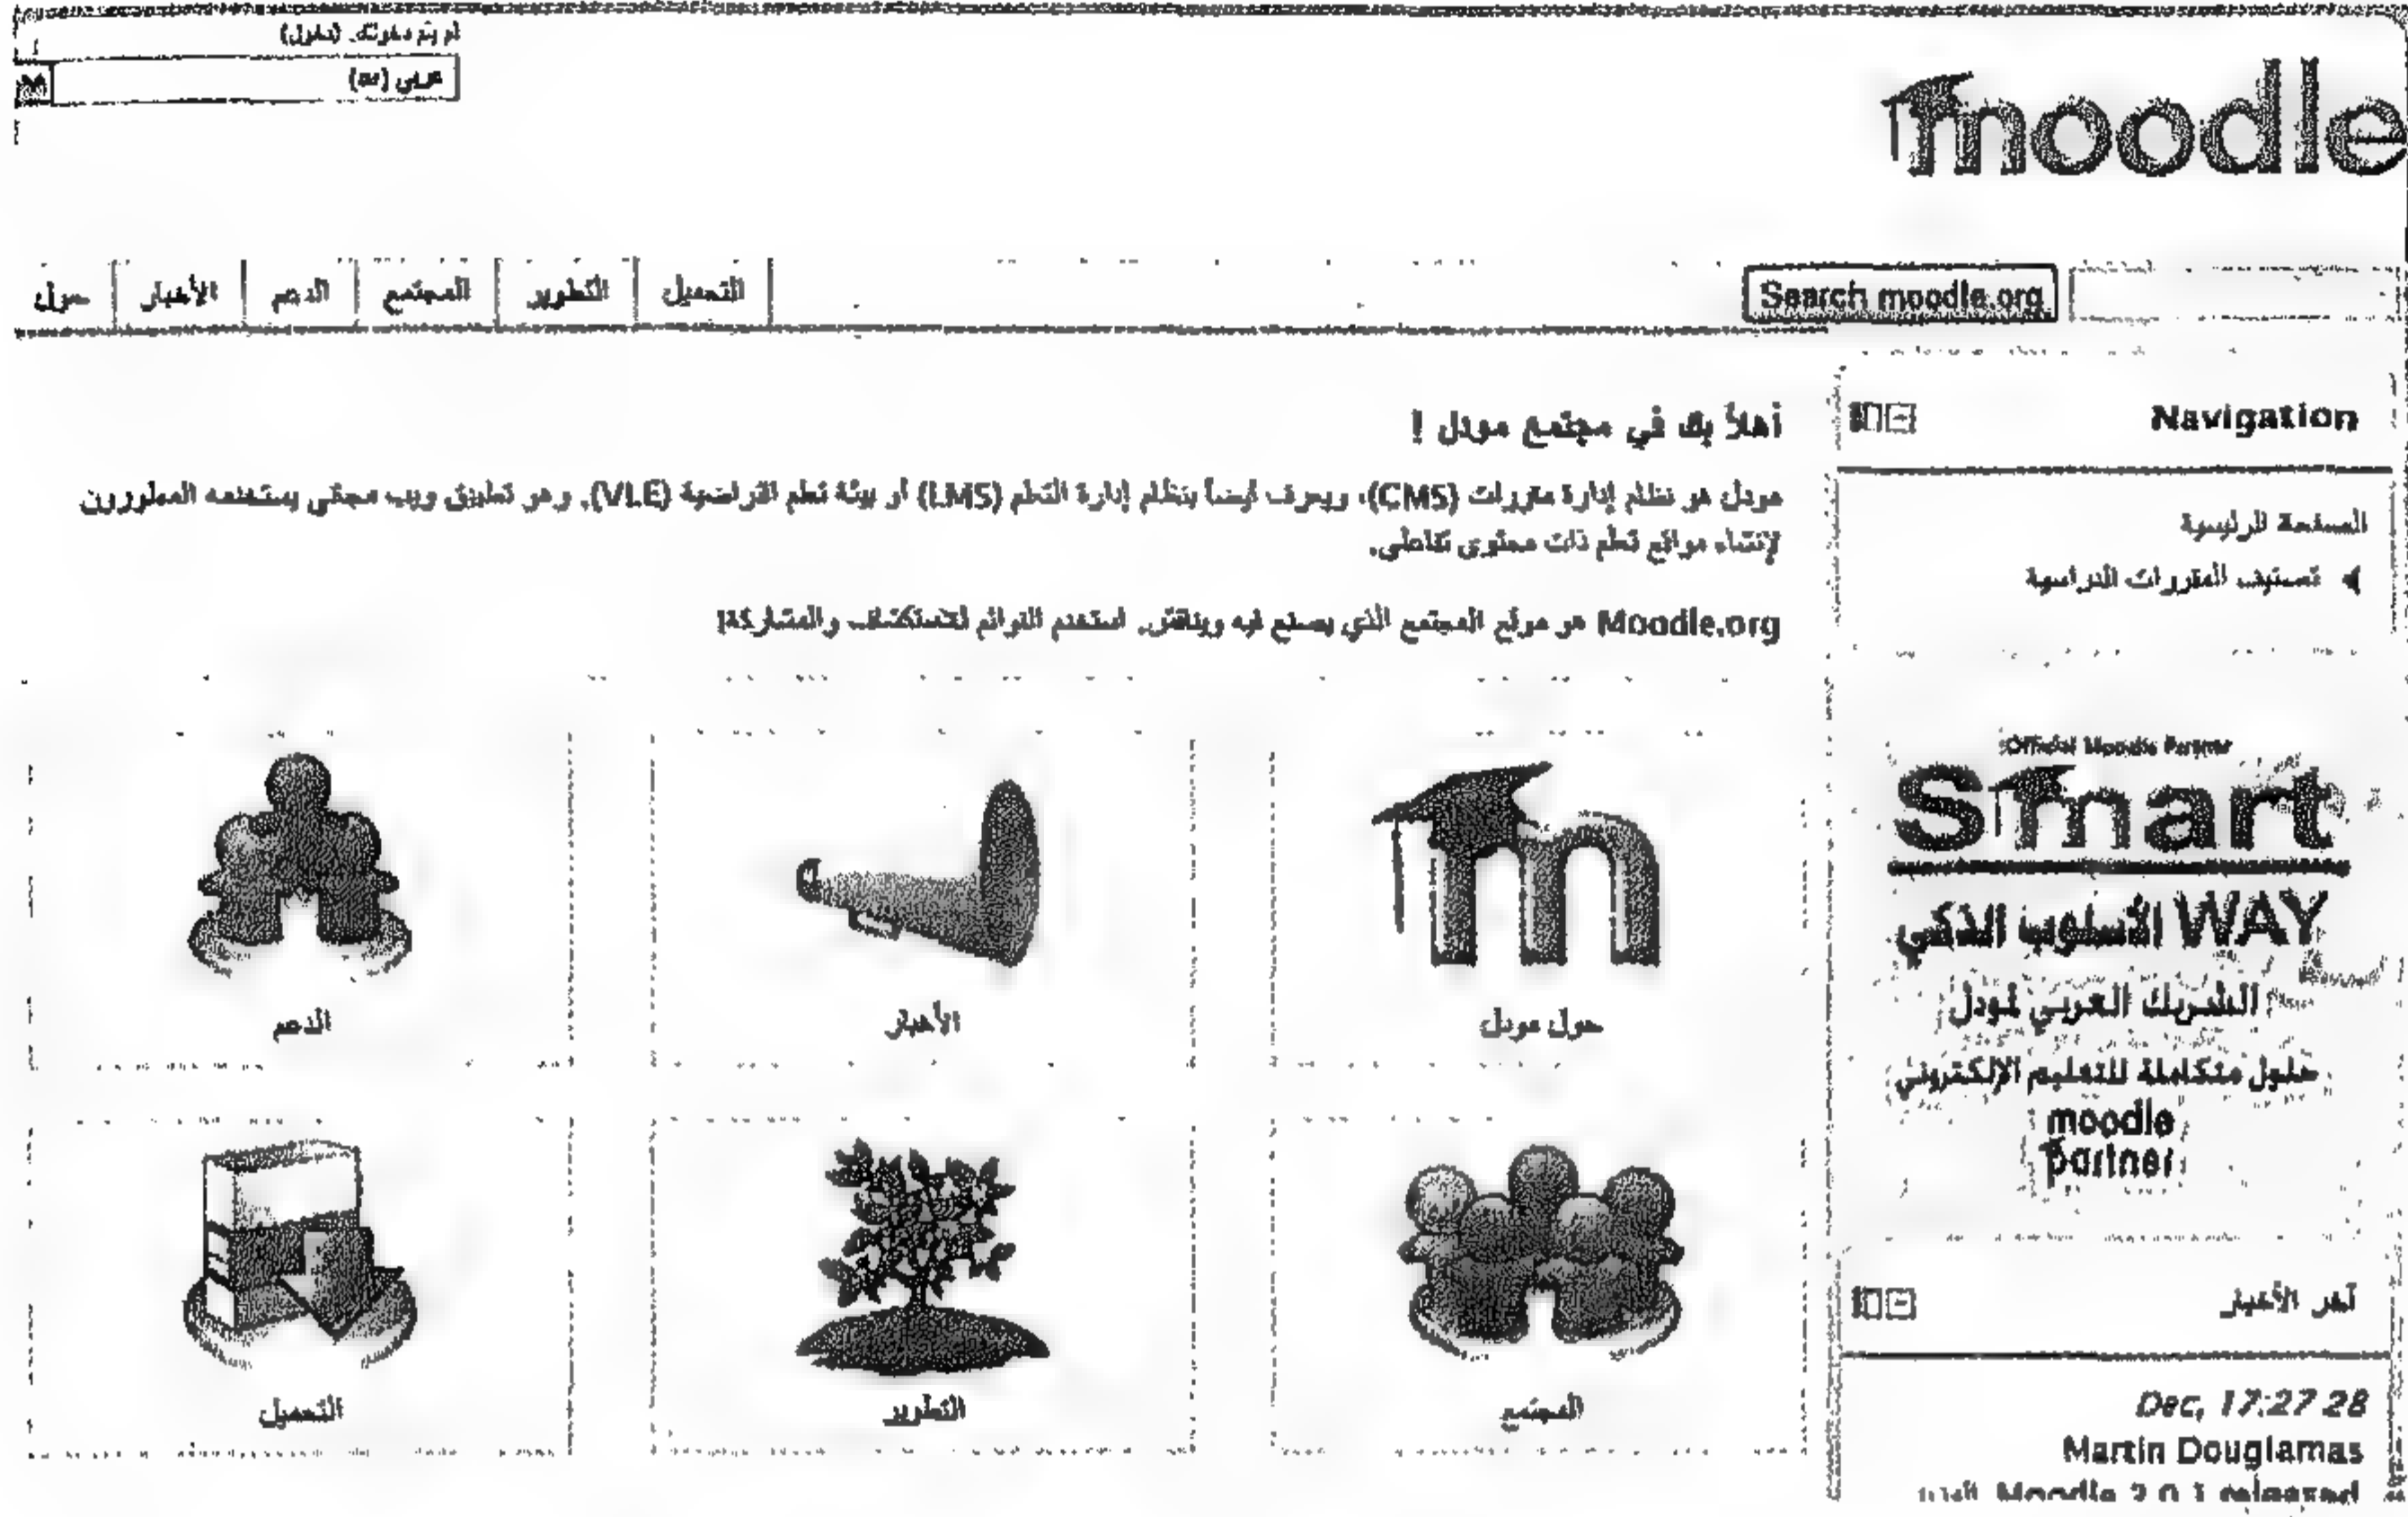 لم يتم دخولك. (دخول)
عربي (ar)
moodle
Search moodle.org
التحميل
التطوير
المجتمع
الدعم
الأخبار
حول
Navigation
الصفحة الرئيسية
تصنيف المقررات الدراسية
أهلاً بك في مجتمع مودل !
مودل هو نظام إدارة مقررات (CMS)، ويعرف أيضاً بنظام إدارة التعلم (LMS) أو بيئة تعلم افتراضية (VLE). وهو تطبيق ويب مجاني يستخدمه المطورون
لإنشاء مواقع تعلم ذات محتوى تفاعلي.
Moodle.org هو موقع المجتمع الذي يصنع فيه ويناقش. استخدم القوائم للاستكشاف والمشاركة!
حول مودل
الأخبار
الدعم
المجتمع
التطوير
التحميل
Official Moodle Partner
Smart
WAY الأسلوب الذكي
الشريك العربي لمودل
حلول متكاملة للتعليم الإلكتروني
moodle
partner
آخر الأخبار
Dec, 17:27 28
Martin Dougiamas
Moodle 2.0.1 released